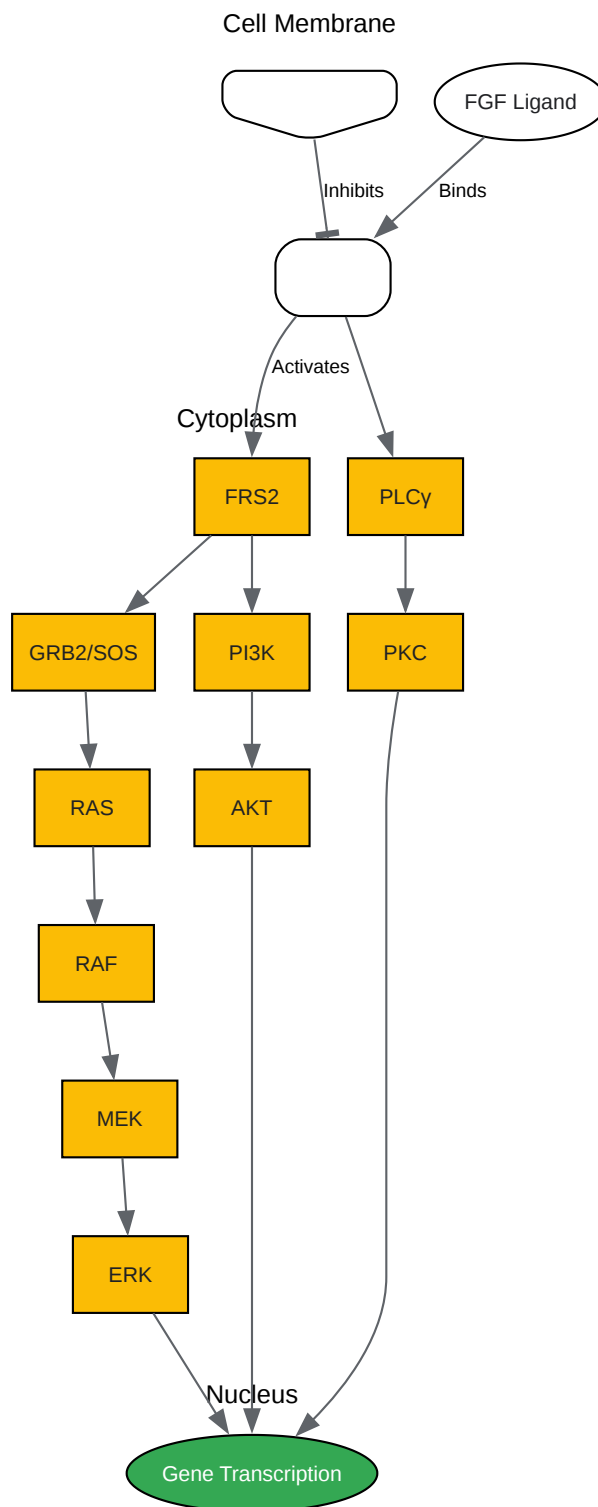 Cell Membrane
FGF Ligand
Inhibits
Binds
Activates
Cytoplasm
FRS2
PLCγ
GRB2/SOS
PI3K
PKC
RAS
AKT
RAF
MEK
ERK
Nucleus
Gene Transcription